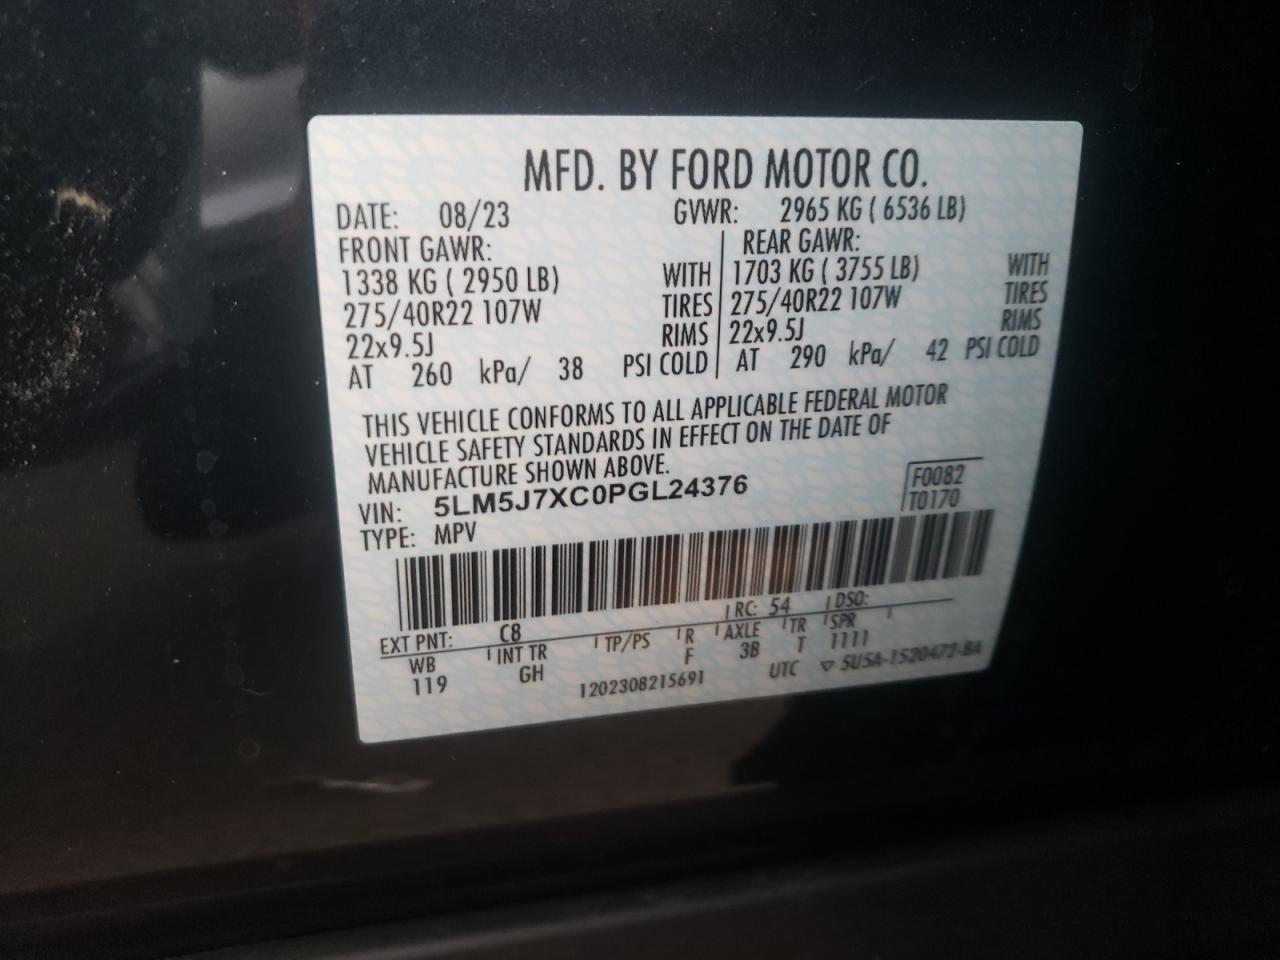 MFD. BY FORD MOTOR CO.
DATE: 08/23 GVWR: 2965 KG ( 6536 LB)
FRONT GAWR: REAR GAWR:
1338 KG ( 2950 LB) WITH 1703 KG ( 3755 LB) WITH
275/40R22 107W TIRES 275/40R22 107W TIRES
22x9.5J RIMS 22x9.5J RIMS
AT 260 kPa/ 38 PSI COLD AT 290 kPa/ 42 PSI COLD
THIS VEHICLE CONFORMS TO ALL APPLICABLE FEDERAL MOTOR
VEHICLE SAFETY STANDARDS IN EFFECT ON THE DATE OF
MANUFACTURE SHOWN ABOVE.
VIN: 5LM5J7XC0PGL24376 F0082
TYPE: MPV T0170
EXT PNT: C8 RC: 54 DSO:
WB INT TR TP/PS R AXLE TR SPR
119 GH F 3B T 1111
1202308215691 UTC ▽ 5U5A-1520472-BA